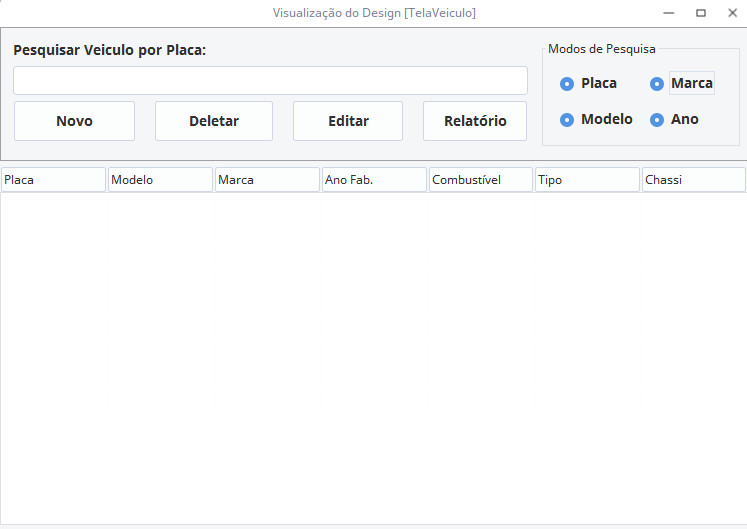 Visualização do Design [TelaVeiculo]
Pesquisar Veiculo por Placa:
Modos de Pesquisa
Placa Marca
Novo Deletar Editar Relatório
Modelo Ano
Placa Modelo Marca Ano Fab. Combustível Tipo Chassi